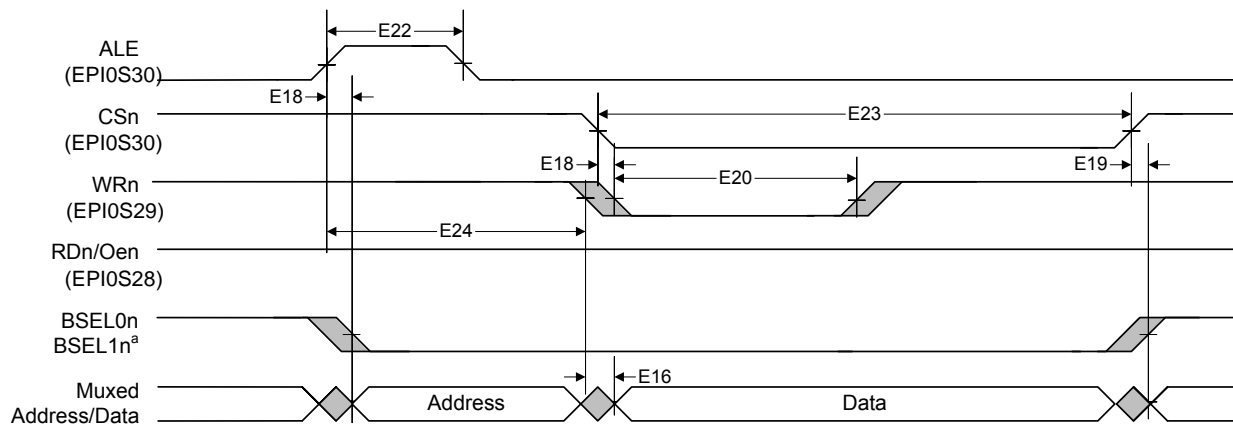 E22
ALE
(EPI0S30)
E18
CSn
(EPI0S30)
E23
E18
E20
E19
WRn
(EPI0S29)
E24
RDn/Oen
(EPI0S28)
BSEL0n
BSEL1nᵃ
E16
Muxed
Address/Data
Address
Data